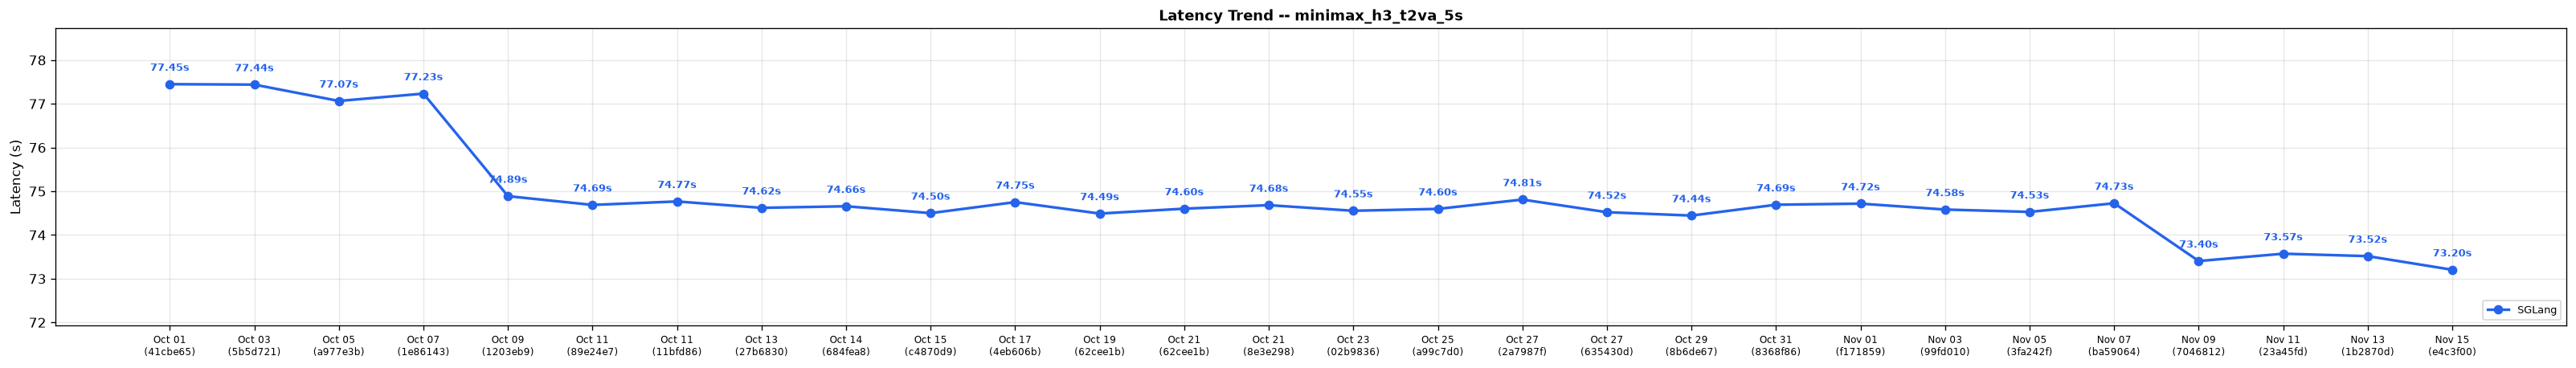 Latency Trend -- minimax_h3_t2va_5s
Latency (s)
78
77
76
75
74
73
72
77.45s
77.44s
77.07s
77.23s
74.89s
74.69s
74.77s
74.62s
74.66s
74.50s
74.75s
74.49s
74.60s
74.68s
74.55s
74.60s
74.81s
74.52s
74.44s
74.69s
74.72s
74.58s
74.53s
74.73s
73.40s
73.57s
73.52s
73.20s
SGLang
Oct 01
(41cbe65)
Oct 03
(5b5d721)
Oct 05
(a977e3b)
Oct 07
(1e86143)
Oct 09
(1203eb9)
Oct 11
(89e24e7)
Oct 11
(11bfd86)
Oct 13
(27b6830)
Oct 14
(684fea8)
Oct 15
(c4870d9)
Oct 17
(4eb606b)
Oct 19
(62cee1b)
Oct 21
(62cee1b)
Oct 21
(8e3e298)
Oct 23
(02b9836)
Oct 25
(a99c7d0)
Oct 27
(2a7987f)
Oct 27
(635430d)
Oct 29
(8b6de67)
Oct 31
(8368f86)
Nov 01
(f171859)
Nov 03
(99fd010)
Nov 05
(3fa242f)
Nov 07
(ba59064)
Nov 09
(7046812)
Nov 11
(23a45fd)
Nov 13
(1b2870d)
Nov 15
(e4c3f00)